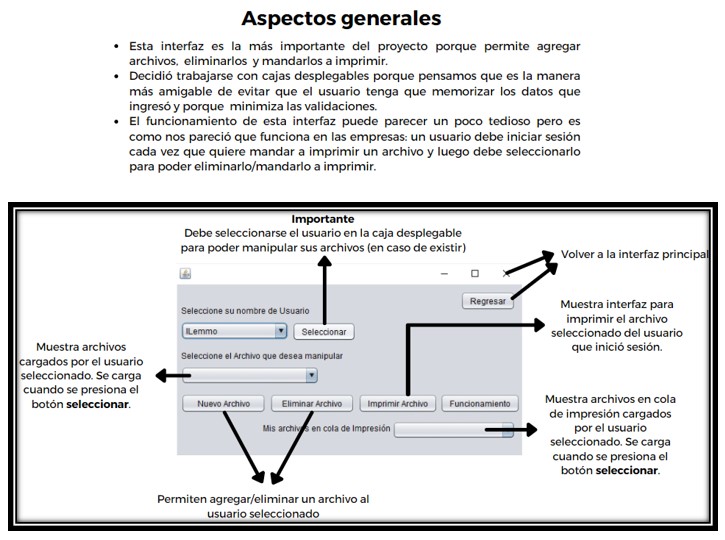 Aspectos generales
• Esta interfaz es la más importante del proyecto porque permite agregar
archivos, eliminarlos y mandarlos a imprimir.
• Decidió trabajarse con cajas desplegables porque pensamos que es la manera
más amigable de evitar que el usuario tenga que memorizar los datos que
ingresó y porque minimiza las validaciones.
• El funcionamiento de esta interfaz puede parecer un poco tedioso pero es
como nos pareció que funciona en las empresas: un usuario debe iniciar sesión
cada vez que quiere mandar a imprimir un archivo y luego debe seleccionarlo
para poder eliminarlo/mandarlo a imprimir.
Importante
Debe seleccionarse el usuario en la caja desplegable
para poder manipular sus archivos (en caso de existir)
Volver a la interfaz principal
Regresar
Seleccione su nombre de Usuario
ILemmo
Seleccionar
Seleccione el Archivo que desea manipular
Nuevo Archivo
Eliminar Archivo
Imprimir Archivo
Funcionamiento
Mis archivos en cola de Impresión
Muestra archivos
cargados por el usuario
seleccionado. Se carga
cuando se presiona el
botón seleccionar.
Muestra interfaz para
imprimir el archivo
seleccionado del usuario
que inició sesión.
Muestra archivos en cola
de impresión cargados
por el usuario
seleccionado. Se carga
cuando se presiona el
botón seleccionar.
Permiten agregar/eliminar un archivo al
usuario seleccionado